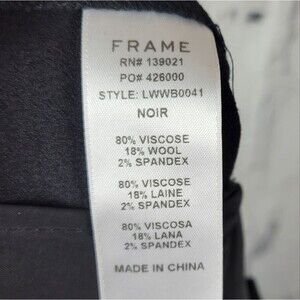 FRAME
RN# 139021
PO# 426000
STYLE: LWWB0041
NOIR
80% VISCOSE
18% WOOL
2% SPANDEX
80% VISCOSE
18% LAINE
2% SPANDEX
80% VISCOSA
18% LANA
2% SPANDEX
MADE IN CHINA